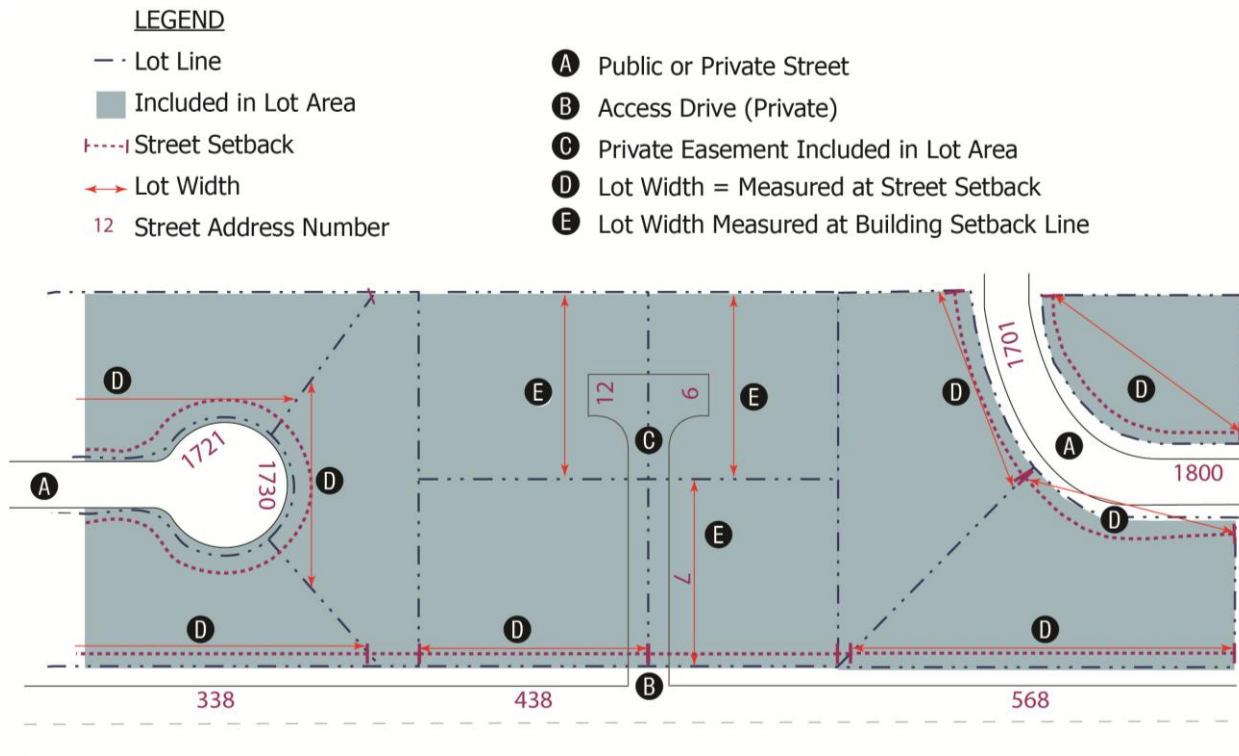 LEGEND
Lot Line
Included in Lot Area
Street Setback
Lot Width
12 Street Address Number
A Public or Private Street
B Access Drive (Private)
C Private Easement Included in Lot Area
D Lot Width = Measured at Street Setback
E Lot Width Measured at Building Setback Line
1701
D
12
6
E
E
D
D
C
A
1721
1730
D
A
1800
D
E
7
D
D
D
B
338
438
568